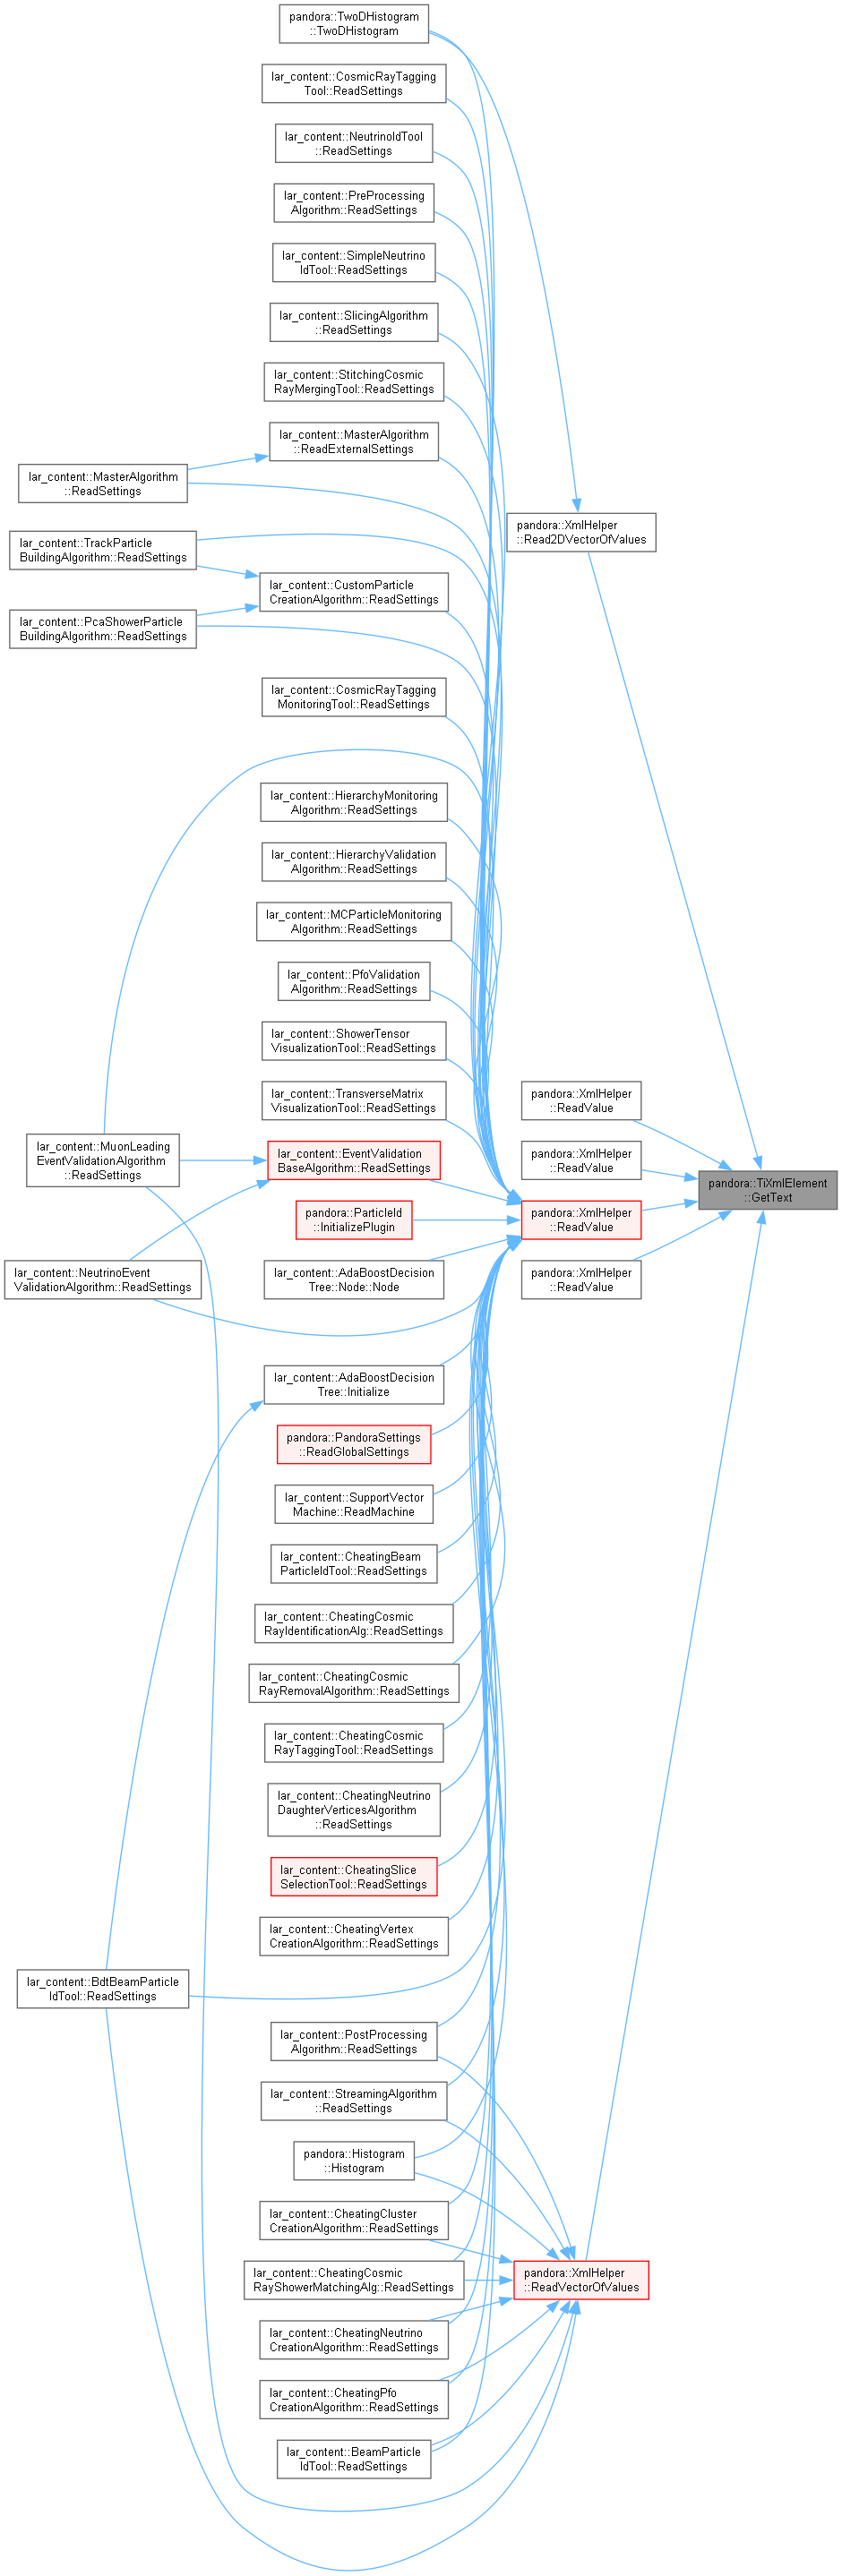 pandora::TwoDHistogram
::TwoDHistogram
lar_content::CosmicRayTagging
Tool::ReadSettings
lar_content::NeutrinoIdTool
::ReadSettings
lar_content::PreProcessing
Algorithm::ReadSettings
lar_content::SimpleNeutrino
IdTool::ReadSettings
lar_content::SlicingAlgorithm
::ReadSettings
lar_content::StitchingCosmic
RayMergingTool::ReadSettings
lar_content::MasterAlgorithm
::ReadExternalSettings
lar_content::MasterAlgorithm
::ReadSettings
pandora::XmlHelper
::Read2DVectorOfValues
lar_content::TrackParticle
BuildingAlgorithm::ReadSettings
lar_content::CustomParticle
CreationAlgorithm::ReadSettings
lar_content::PcaShowerParticle
BuildingAlgorithm::ReadSettings
lar_content::CosmicRayTagging
MonitoringTool::ReadSettings
lar_content::HierarchyMonitoring
Algorithm::ReadSettings
lar_content::HierarchyValidation
Algorithm::ReadSettings
lar_content::MCParticleMonitoring
Algorithm::ReadSettings
lar_content::PfoValidation
Algorithm::ReadSettings
lar_content::ShowerTensor
VisualizationTool::ReadSettings
lar_content::TransverseMatrix
VisualizationTool::ReadSettings
pandora::XmlHelper
::ReadValue
lar_content::MuonLeading
EventValidationAlgorithm
::ReadSettings
lar_content::EventValidation
BaseAlgorithm::ReadSettings
pandora::XmlHelper
::ReadValue
pandora::TiXmlElement
::GetText
pandora::ParticleId
::InitializePlugin
pandora::XmlHelper
::ReadValue
lar_content::NeutrinoEvent
ValidationAlgorithm::ReadSettings
lar_content::AdaBoostDecision
Tree::Node::Node
pandora::XmlHelper
::ReadValue
lar_content::AdaBoostDecision
Tree::Initialize
pandora::PandoraSettings
::ReadGlobalSettings
lar_content::SupportVector
Machine::ReadMachine
lar_content::CheatingBeam
ParticleIdTool::ReadSettings
lar_content::CheatingCosmic
RayIdentificationAlg::ReadSettings
lar_content::CheatingCosmic
RayRemovalAlgorithm::ReadSettings
lar_content::CheatingCosmic
RayTaggingTool::ReadSettings
lar_content::CheatingNeutrino
DaughterVerticesAlgorithm
::ReadSettings
lar_content::CheatingSlice
SelectionTool::ReadSettings
lar_content::CheatingVertex
CreationAlgorithm::ReadSettings
lar_content::BdtBeamParticle
IdTool::ReadSettings
lar_content::PostProcessing
Algorithm::ReadSettings
lar_content::StreamingAlgorithm
::ReadSettings
pandora::Histogram
::Histogram
lar_content::CheatingCluster
CreationAlgorithm::ReadSettings
lar_content::CheatingCosmic
RayShowerMatchingAlg::ReadSettings
pandora::XmlHelper
::ReadVectorOfValues
lar_content::CheatingNeutrino
CreationAlgorithm::ReadSettings
lar_content::CheatingPfo
CreationAlgorithm::ReadSettings
lar_content::BeamParticle
IdTool::ReadSettings